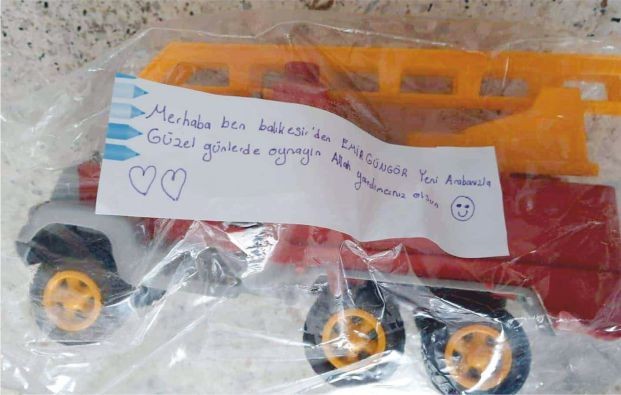 Merhaba ben balıkesir'den EMİR GÜNGÖR Yeni Arabanızla
Güzel günlerde oynayın Allah yardımcınız olsun